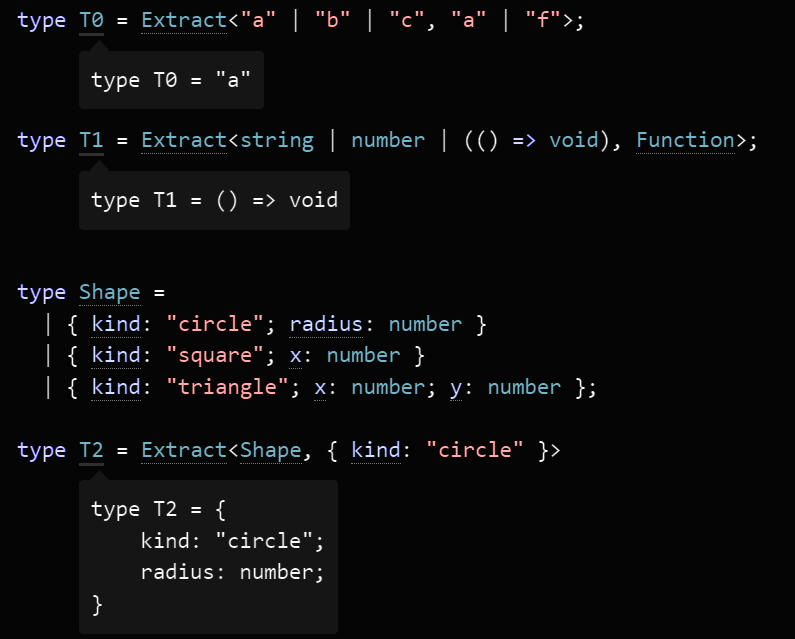 type T0 = Extract<"a" | "b" | "c", "a" | "f">;
type T0 = "a"
type T1 = Extract<string | number | (() => void), Function>;
type T1 = () => void
type Shape =
  | { kind: "circle"; radius: number }
  | { kind: "square"; x: number }
  | { kind: "triangle"; x: number; y: number };
type T2 = Extract<Shape, { kind: "circle" }>
type T2 = {
    kind: "circle";
    radius: number;
}